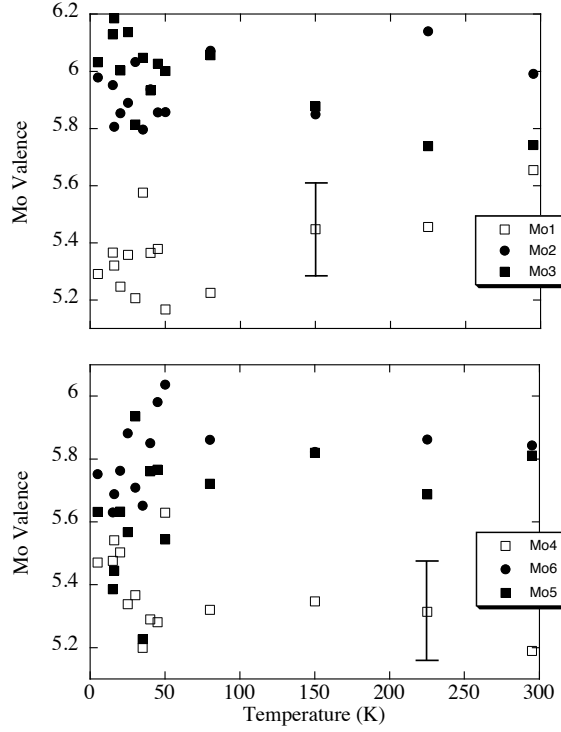 6.2
6
5.8
5.6
5.4
5.2
Mo Valence
Mo1
Mo2
Mo3
6
5.8
5.6
5.4
5.2
Mo Valence
Mo4
Mo6
Mo5
0 50 100 150 200 250 300
Temperature (K)